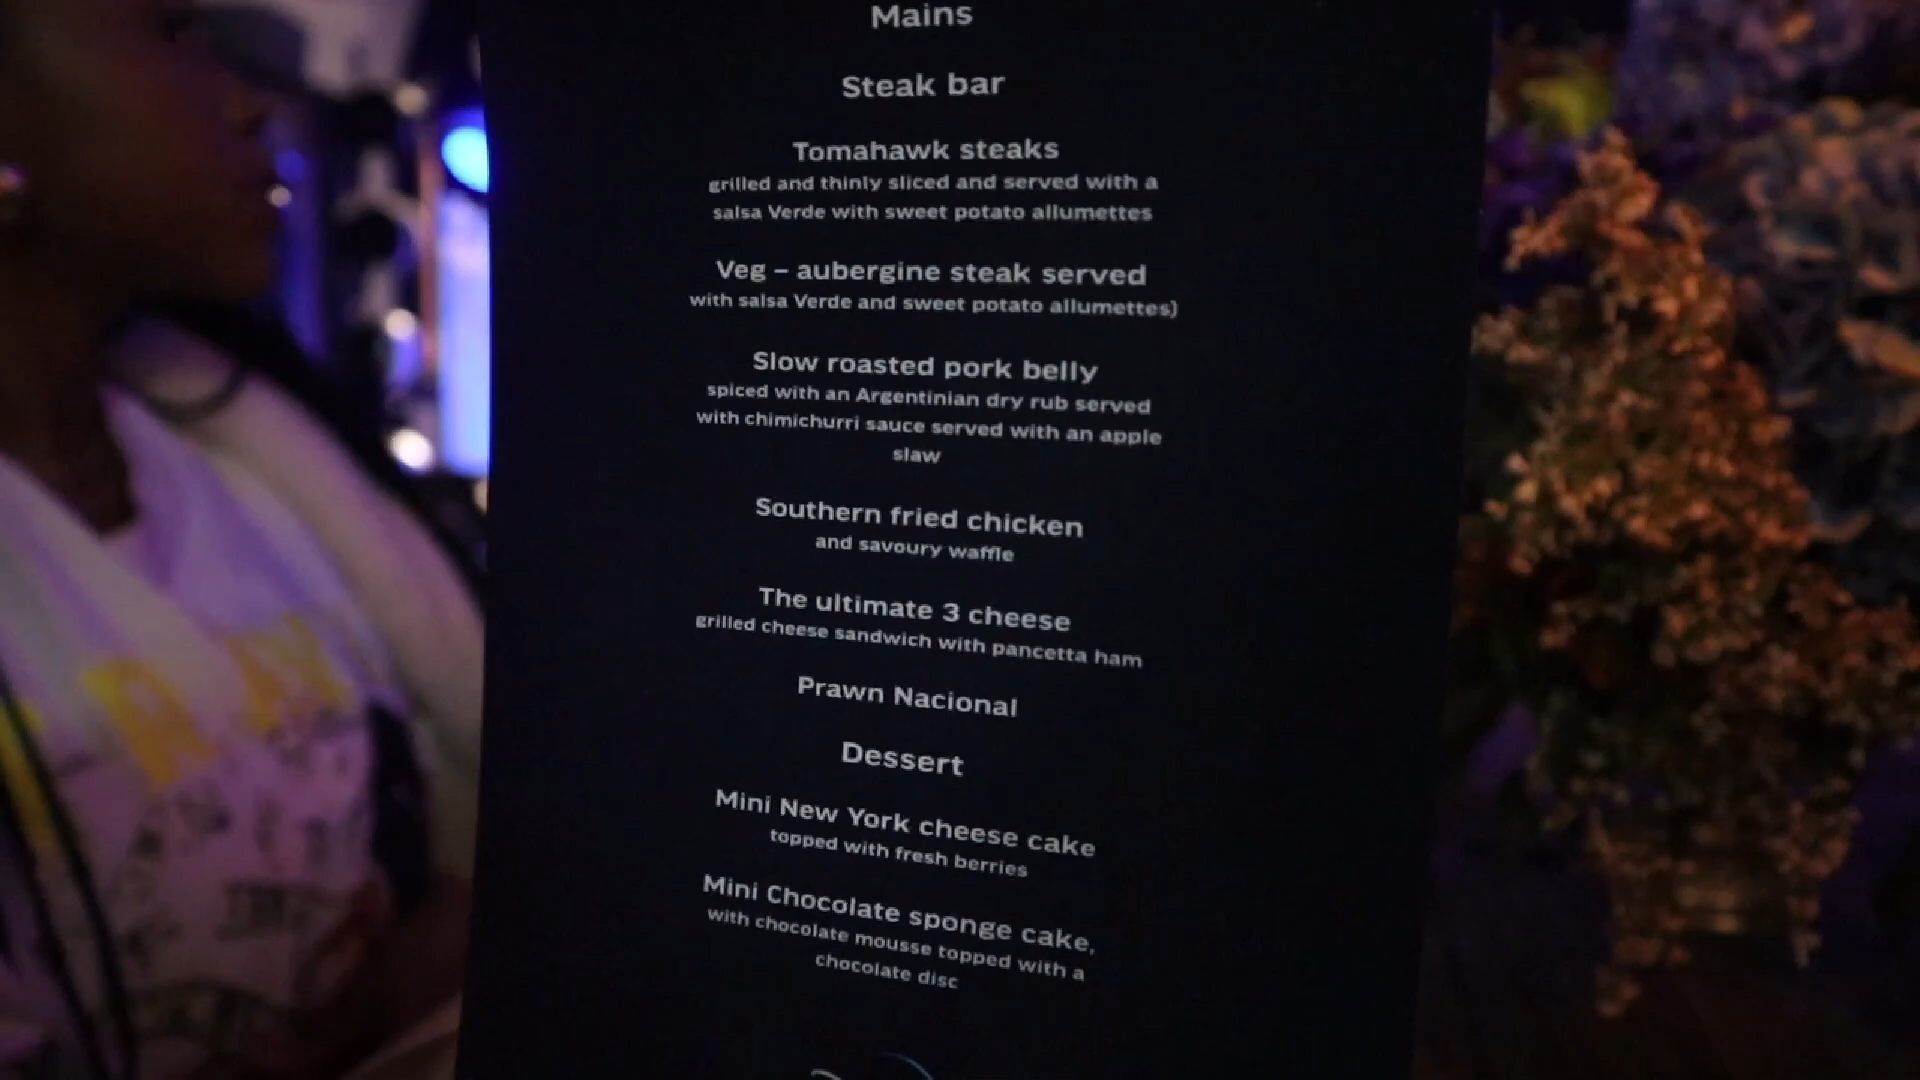 Mains
Steak bar
Tomahawk steaks
grilled and thinly sliced and served with a
salsa Verde with sweet potato allumettes
Veg – aubergine steak served
with salsa Verde and sweet potato allumettes)
Slow roasted pork belly
spiced with an Argentinian dry rub served
with chimichurri sauce served with an apple
slaw
Southern fried chicken
and savoury waffle
The ultimate 3 cheese
grilled cheese sandwich with pancetta ham
Prawn Nacional
Dessert
Mini New York cheese cake
topped with fresh berries
Mini Chocolate sponge cake,
with chocolate mousse topped with a
chocolate disc